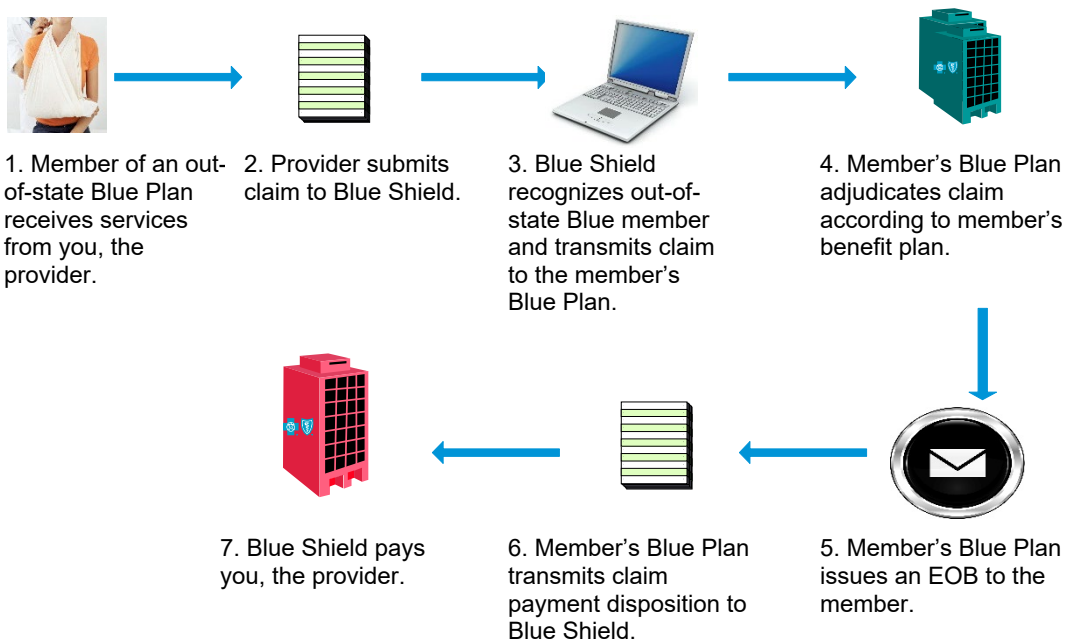 1. Member of an out-
of-state Blue Plan
receives services
from you, the
provider.
2. Provider submits
claim to Blue Shield.
3. Blue Shield
recognizes out-of-
state Blue member
and transmits claim
to the member's
Blue Plan.
4. Member's Blue Plan
adjudicates claim
according to member's
benefit plan.
5. Member's Blue Plan
issues an EOB to the
member.
6. Member's Blue Plan
transmits claim
payment disposition to
Blue Shield.
7. Blue Shield pays
you, the provider.